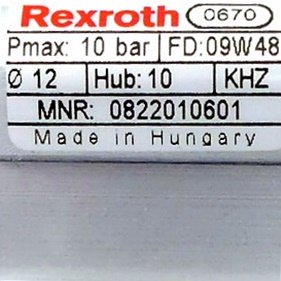 Rexroth 0670
Pmax: 10 bar FD:09W48
Ø 12 Hub:10 KHZ
MNR: 0822010601
Made in Hungary